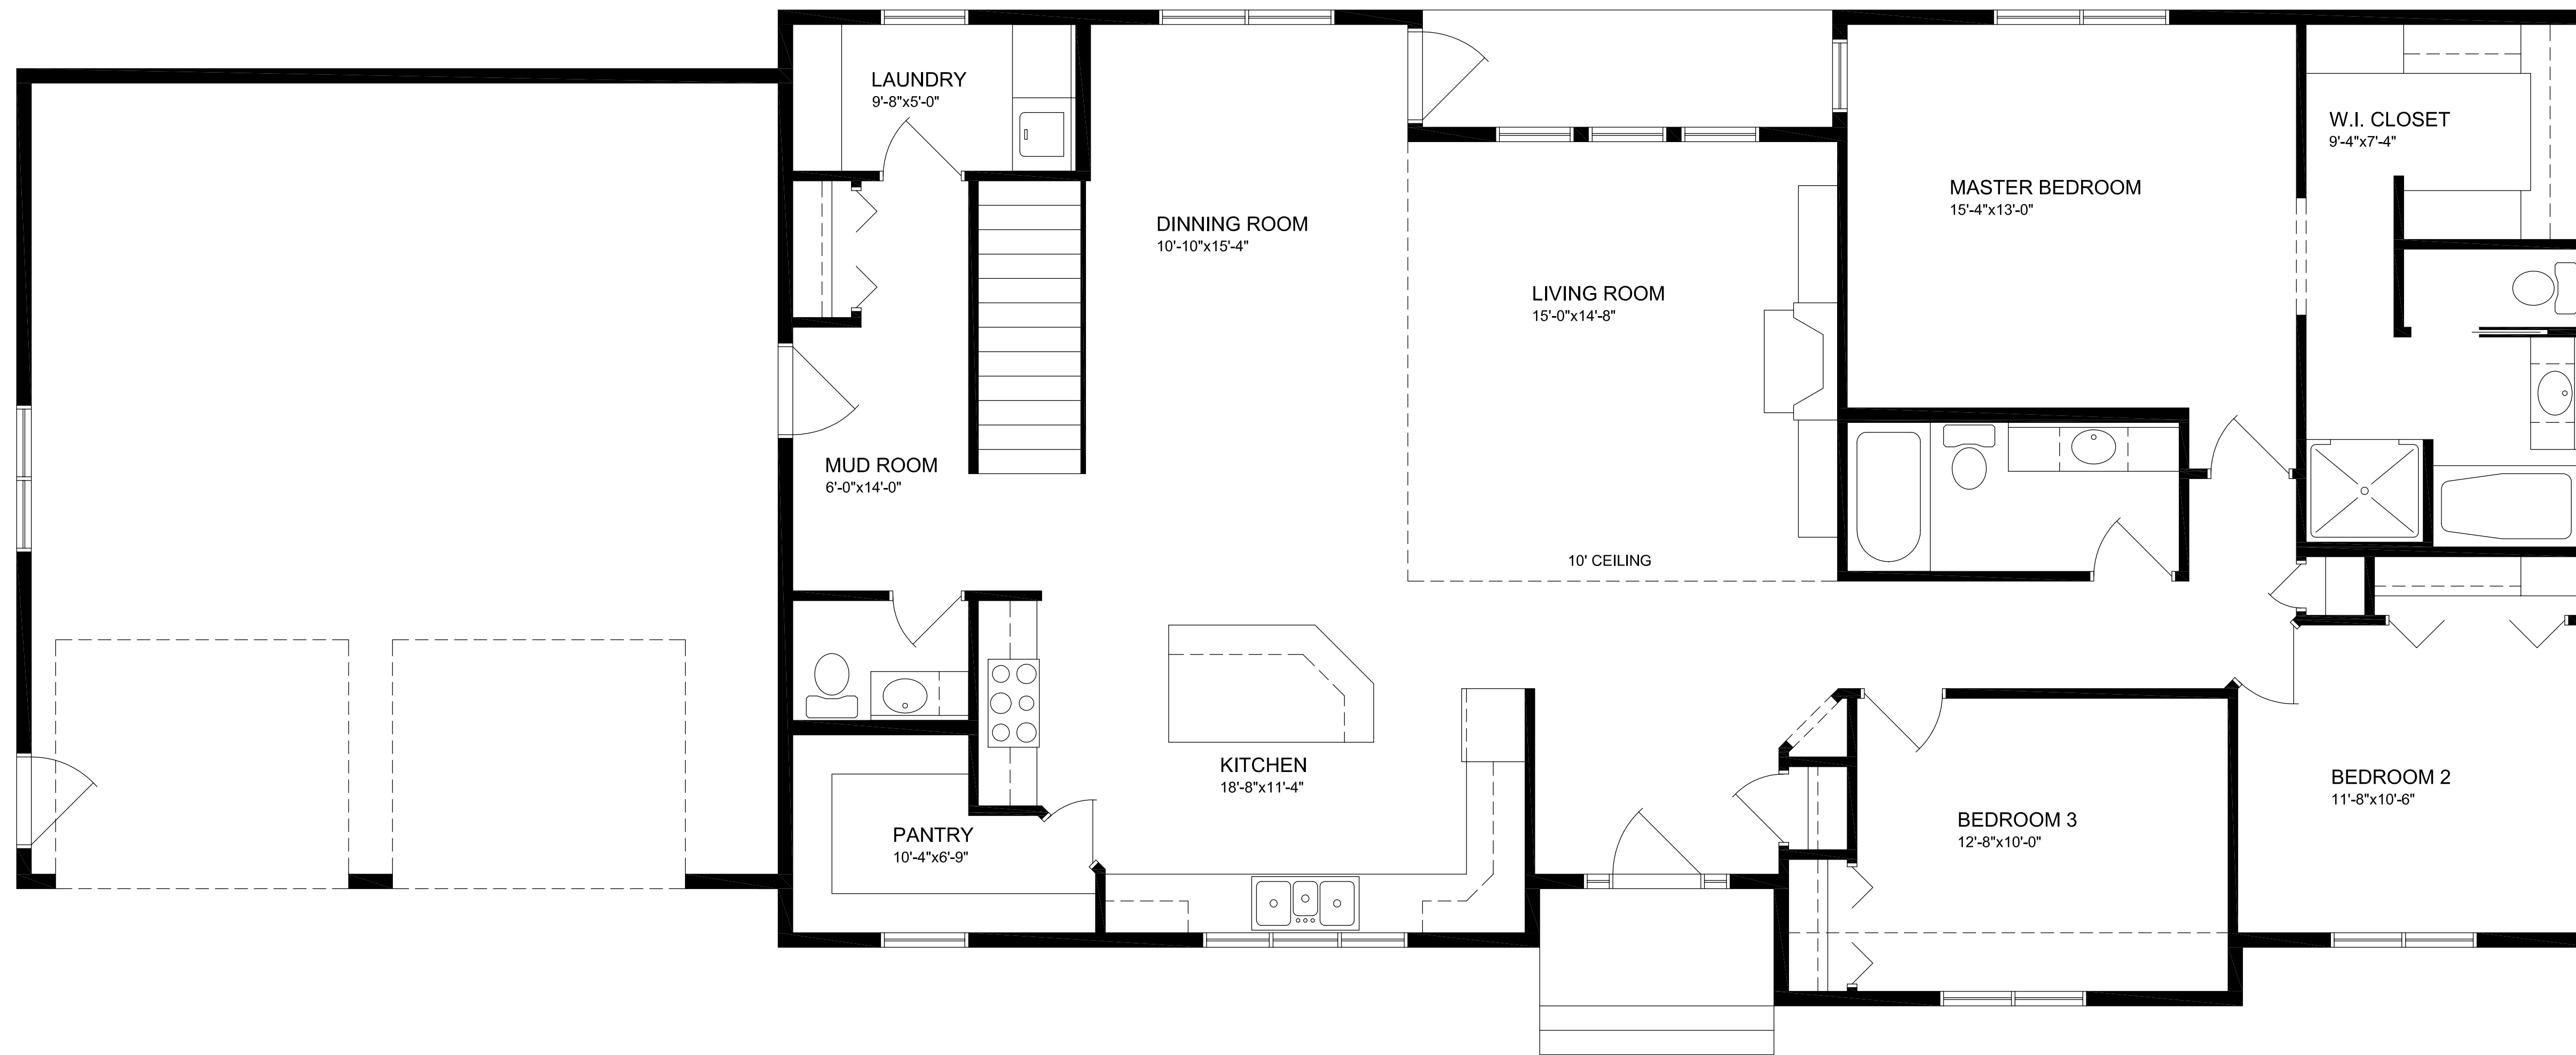 LAUNDRY
9'-8"x5'-0"
W.I. CLOSET
9'-4"x7'-4"
MASTER BEDROOM
15'-4"x13'-0"
DINNING ROOM
10'-10"x15'-4"
LIVING ROOM
15'-0"x14'-8"
MUD ROOM
6'-0"x14'-0"
10' CEILING
KITCHEN
18'-8"x11'-4"
BEDROOM 2
11'-8"x10'-6"
PANTRY
10'-4"x6'-9"
BEDROOM 3
12'-8"x10'-0"